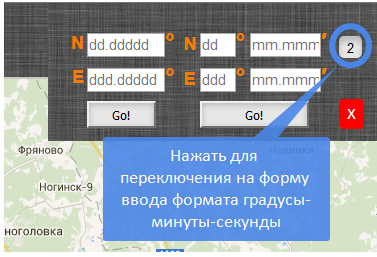 N dd.ddddd ° N dd ° mm.mmm ′ 2
E ddd.ddddd ° E ddd ° mm.mmm ′
Go! Go! X
Фряново
Нажать для
переключения на форму
ввода формата градусы-
минуты-секунды
Ногинск-9
ноголовка